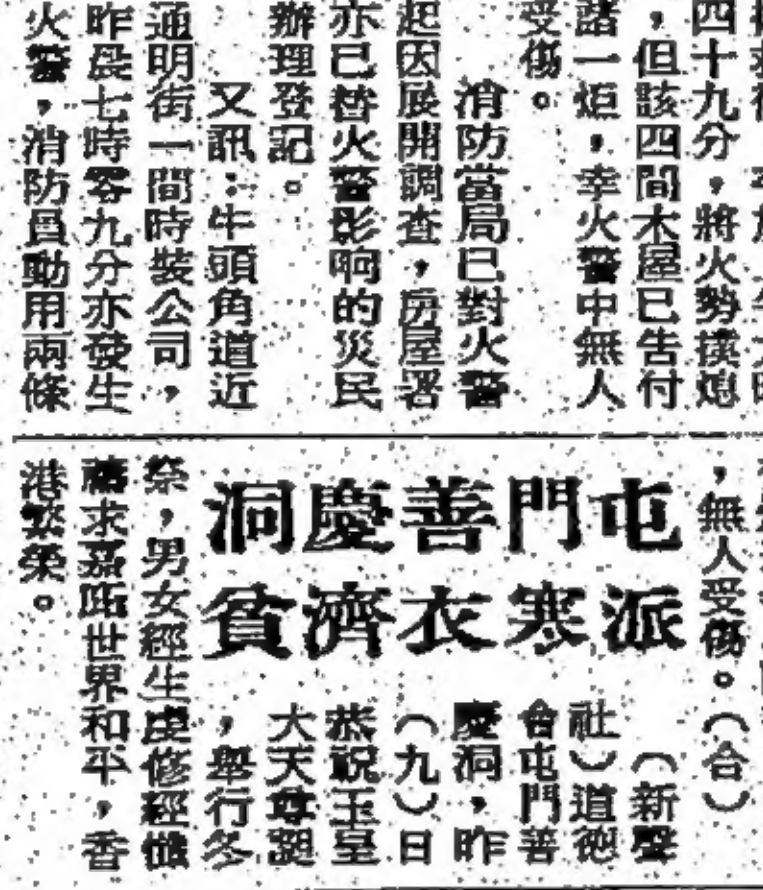 四十九分，將火勢撲熄
，但該四間木屋已告付
諸一炬，幸火警中無人
受傷。
消防當局已對火警
起因展開調查，房屋署
亦已替火警影响的災民
辦理登記。
又訊：牛頭角道近
通明街一間時裝公司，
昨晨七時零九分亦發生
火警，消防員動用兩條
，無人受傷。（合）
屯門善慶洞
派寒衣濟貧
（新聲
社）道德
會屯門善
慶洞，昨
（九）日
恭祝玉皇
大天尊誕
，舉行冬
祭，男女經生虔修經懺
求嘉祐世界和平，香
港繁榮。